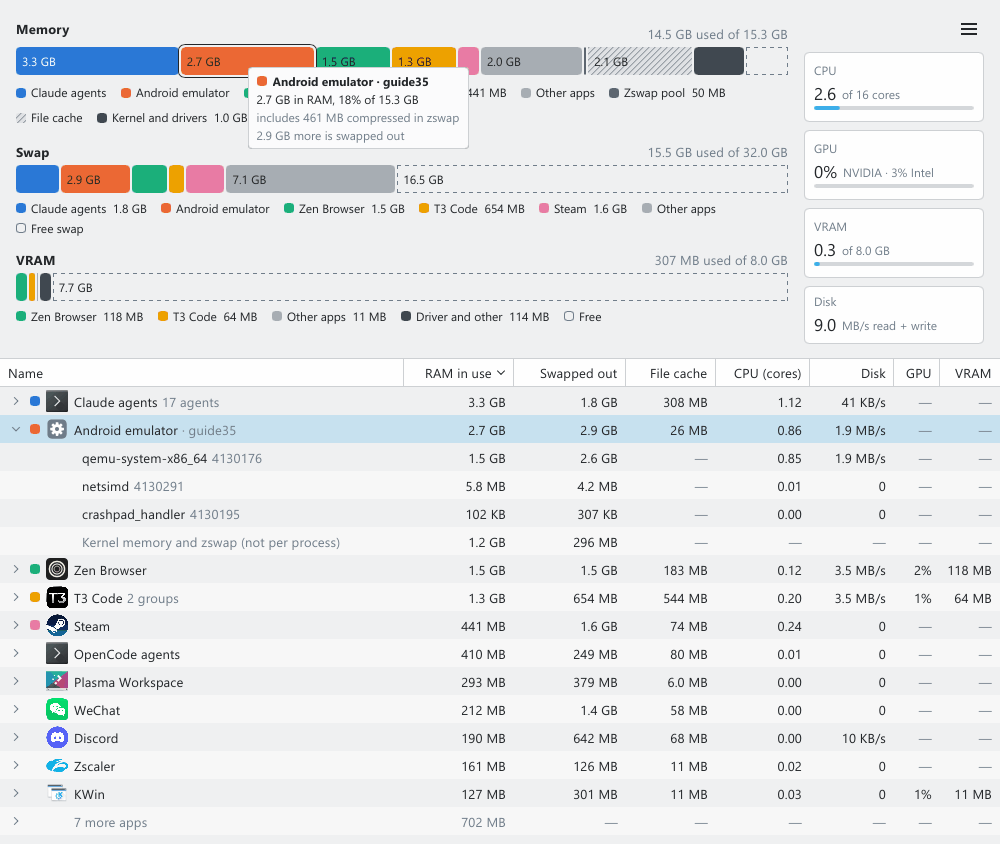 Memory
14.5 GB used of 15.3 GB
3.3 GB 2.7 GB 1.5 GB 1.3 GB 2.0 GB 2.1 GB
Claude agents Android emulator 441 MB Other apps Zswap pool 50 MB
File cache Kernel and drivers 1.0 GB
Android emulator · guide35
2.7 GB in RAM, 18% of 15.3 GB
includes 461 MB compressed in zswap
2.9 GB more is swapped out
Swap
15.5 GB used of 32.0 GB
2.9 GB 7.1 GB 16.5 GB
Claude agents 1.8 GB Android emulator Zen Browser 1.5 GB T3 Code 654 MB Steam 1.6 GB Other apps
Free swap
VRAM
307 MB used of 8.0 GB
7.7 GB
Zen Browser 118 MB T3 Code 64 MB Other apps 11 MB Driver and other 114 MB Free
CPU
2.6 of 16 cores
GPU
0% NVIDIA · 3% Intel
VRAM
0.3 of 8.0 GB
Disk
9.0 MB/s read + write
Name RAM in use Swapped out File cache CPU (cores) Disk GPU VRAM
Claude agents 17 agents 3.3 GB 1.8 GB 308 MB 1.12 41 KB/s — —
Android emulator · guide35 2.7 GB 2.9 GB 26 MB 0.86 1.9 MB/s — —
qemu-system-x86_64 4130176 1.5 GB 2.6 GB — 0.85 1.9 MB/s — —
netsimd 4130291 5.8 MB 4.2 MB — 0.01 0 — —
crashpad_handler 4130195 102 KB 307 KB — 0.00 0 — —
Kernel memory and zswap (not per process) 1.2 GB 296 MB — — — — —
Zen Browser 1.5 GB 1.5 GB 183 MB 0.12 3.5 MB/s 2% 118 MB
T3 T3 Code 2 groups 1.3 GB 654 MB 544 MB 0.20 3.5 MB/s 1% 64 MB
Steam 441 MB 1.6 GB 74 MB 0.24 0 — —
OpenCode agents 410 MB 249 MB 80 MB 0.01 0 — —
Plasma Workspace 293 MB 379 MB 6.0 MB 0.00 0 — —
WeChat 212 MB 1.4 GB 58 MB 0.00 0 — —
Discord 190 MB 642 MB 68 MB 0.00 10 KB/s — —
Zscaler 161 MB 126 MB 11 MB 0.02 0 — —
KWin 127 MB 301 MB 11 MB 0.03 0 1% 11 MB
7 more apps 702 MB — — — — — —